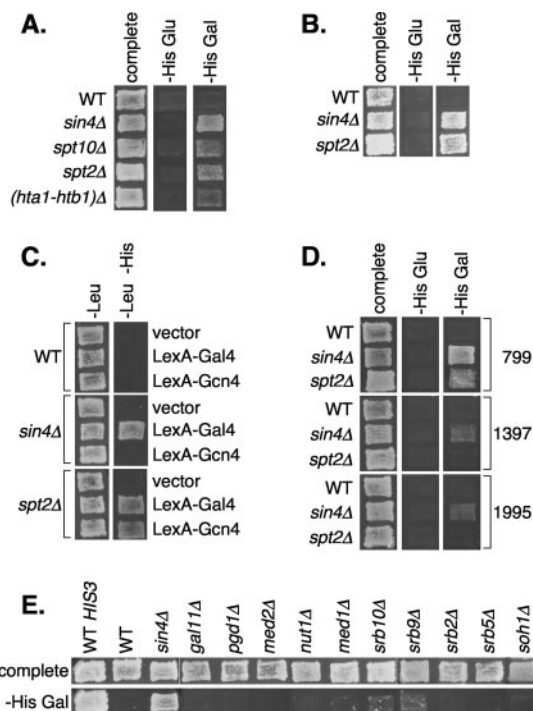 A.
complete
-His Glu
-His Gal
WT
sin4Δ
spt10Δ
spt2Δ
(hta1-htb1)Δ
B.
complete
-His Glu
-His Gal
WT
sin4Δ
spt2Δ
C.
-Leu
-Leu -His
WT
vector
LexA-Gal4
LexA-Gcn4
sin4Δ
vector
LexA-Gal4
LexA-Gcn4
spt2Δ
vector
LexA-Gal4
LexA-Gcn4
D.
complete
-His Glu
-His Gal
WT
sin4Δ
spt2Δ
799
WT
sin4Δ
spt2Δ
1397
WT
sin4Δ
spt2Δ
1995
E.
WT HIS3
WT
sin4Δ
gal11Δ
pgd1Δ
med2Δ
nut1Δ
med1Δ
srb10Δ
srb9Δ
srb2Δ
srb5Δ
soh1Δ
complete
-His Gal